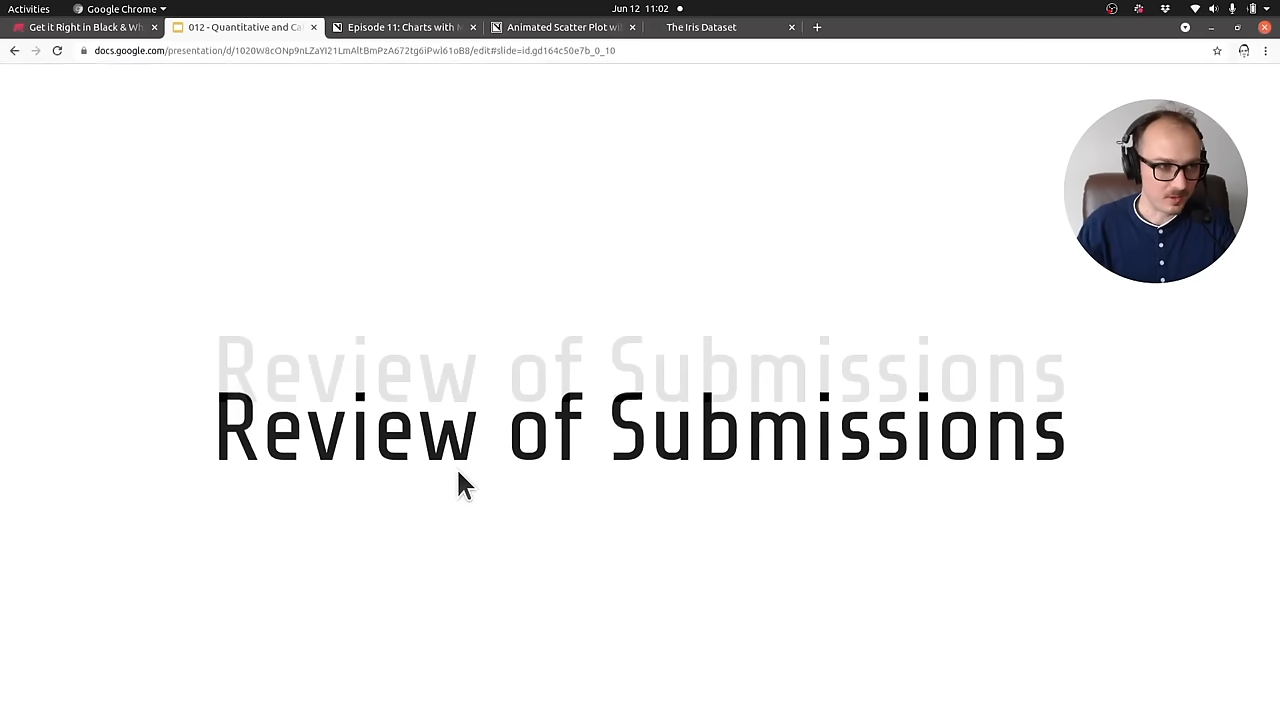 Activities
Google Chrome
Jun 12 11:02
Get it Right in Black & Wh
012 - Quantitative and Ca
Episode 11: Charts with M
Animated Scatter Plot wi
The Iris Dataset
docs.google.com/presentation/d/1020W8cONp9nLZaYI21LmAltBmPzA672tg6iPwl61oB8/edit#slide=id.gd164c50e7b_0_10
Review of Submissions
Review of Submissions